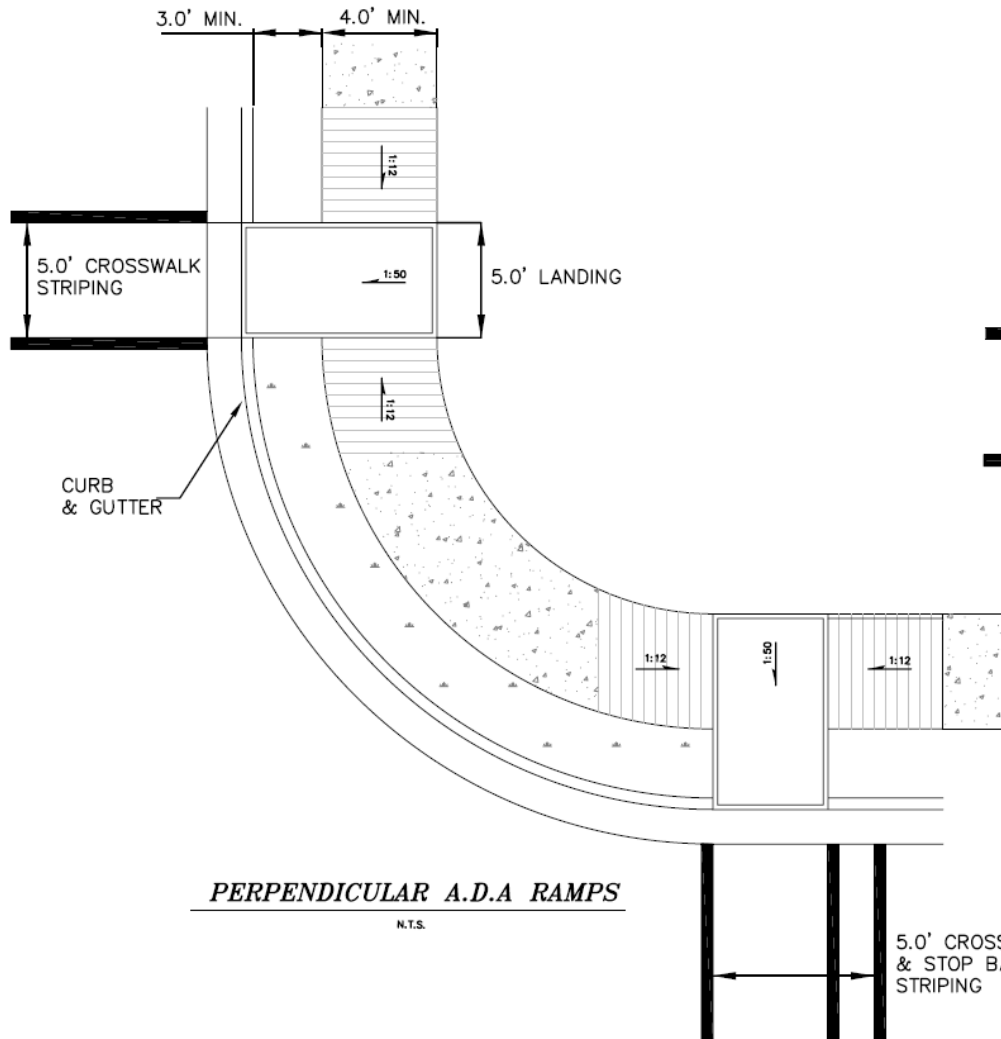 3.0' MIN.
4.0' MIN.
1:12
5.0' CROSSWALK
STRIPING
1:50
5.0' LANDING
1:12
CURB
& GUTTER
1:12
1:50
1:12
PERPENDICULAR A.D.A RAMPS
N.T.S.
5.0'
& STOP
STRIPING